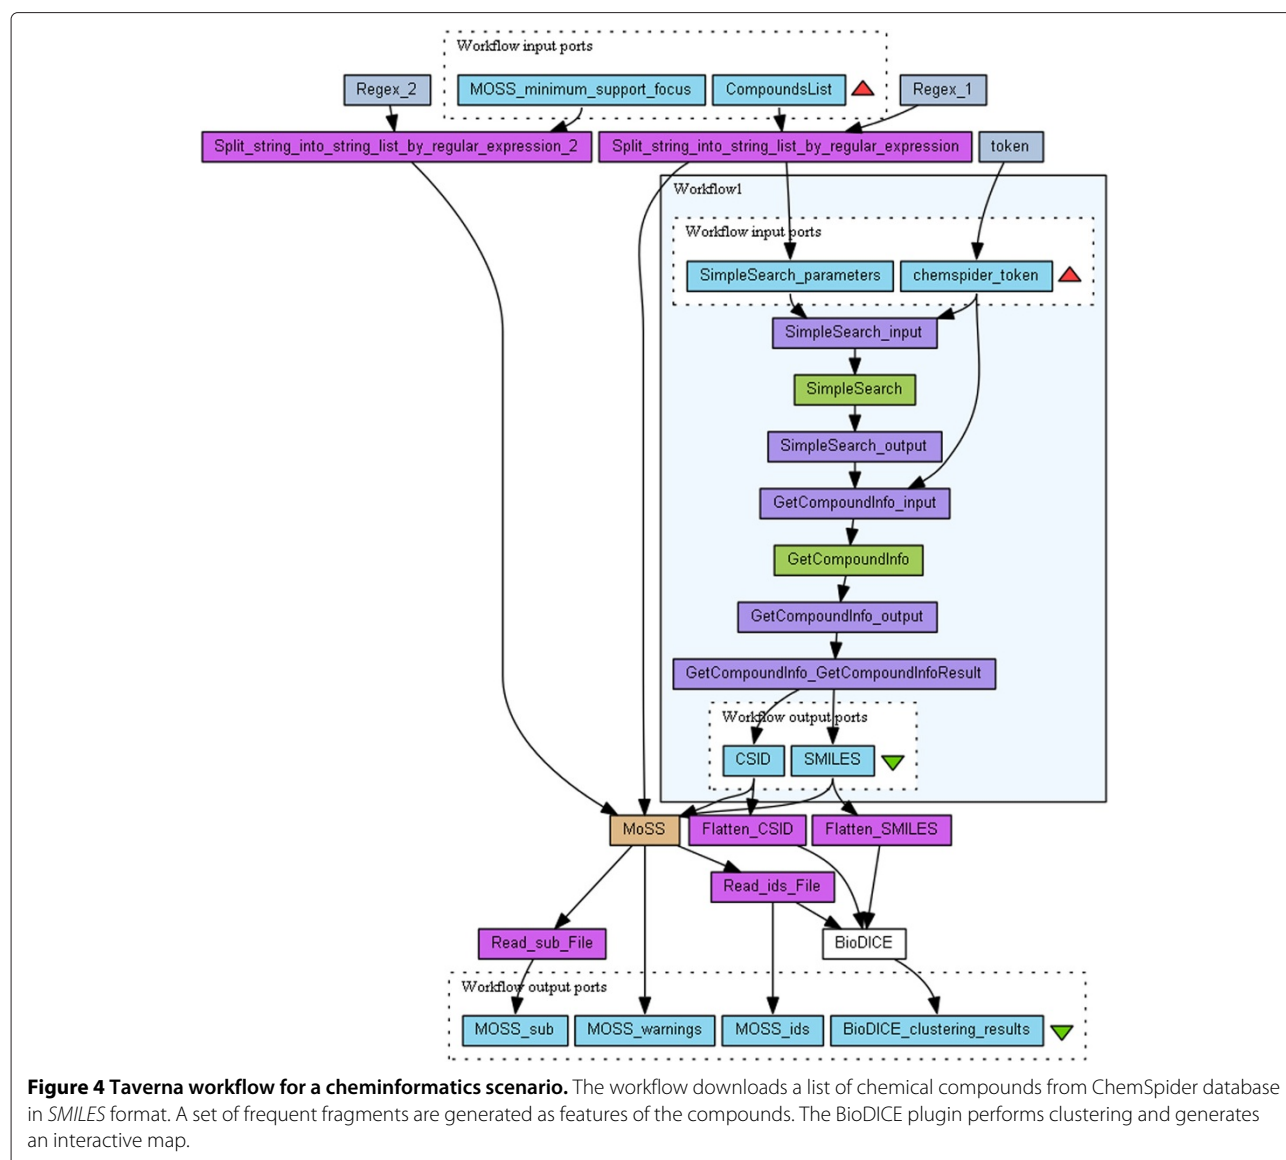 Workflow input ports
Regex_2
MOSS_minimum_support_focus
CompoundsList
Regex_1
Split_string_into_string_list_by_regular_expression_2
Split_string_into_string_list_by_regular_expression
token
Workflow1
Workflow input ports
SimpleSearch_parameters
chemspider_token
SimpleSearch_input
SimpleSearch
SimpleSearch_output
GetCompoundInfo_input
GetCompoundInfo
GetCompoundInfo_output
GetCompoundInfo_GetCompoundInfoResult
Workflow output ports
CSID
SMILES
MoSS
Flatten_CSID
Flatten_SMILES
Read_ids_File
Read_sub_File
BioDICE
Workflow output ports
MOSS_sub
MOSS_warnings
MOSS_ids
BioDICE_clustering_results
Figure 4 Taverna workflow for a cheminformatics scenario. The workflow downloads a list of chemical compounds from ChemSpider database
in SMILES format. A set of frequent fragments are generated as features of the compounds. The BioDICE plugin performs clustering and generates
an interactive map.